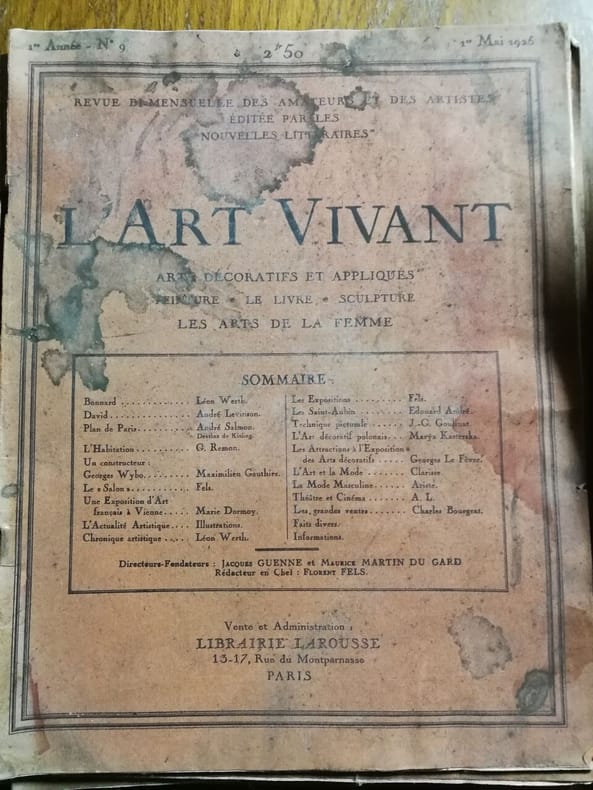 1re Année - N° 9
2fr 50
1er Mai 1925
REVUE BI-MENSUELLE DES AMATEURS ET DES ARTISTES
ÉDITÉE PAR LES
"NOUVELLES LITTÉRAIRES"
L'ART VIVANT
ARTS DÉCORATIFS ET APPLIQUÉS
PEINTURE • LE LIVRE • SCULPTURE
LES ARTS DE LA FEMME
SOMMAIRE
Bonnard ............ Léon Werth.
David ............ André Levinson.
Plan de Paris ............ André Salmon.
Dessins de Kisling.
L'Habitation ............ G. Remon.
Un constructeur :
Georges Wybo ............ Maximilien Gauthier.
Le « Salon » ............ Fels.
Une Exposition d'Art
français à Vienne ..... Marie Dormoy.
L'Actualité Artistique .... Illustrations.
Chronique artistique ..... Léon Werth.
Les Expositions ............ Fels.
Les Saint-Aubin ......... Edouard André.
Technique picturale ...... J.-G. Goulinat.
L'Art décoratif polonais .... Marya Kasterska.
Les Attractions à l'Exposition
des Arts décoratifs ..... Georges Le Fèvre.
L'Art et la Mode ....... Clarisse.
La Mode Masculine ...... Ariste.
Théâtre et Cinéma ...... A. L.
Les grandes ventes ....... Charles Bourgeat.
Faits divers.
Informations.
Directeurs-Fondateurs : JACQUES GUENNE et MAURICE MARTIN DU GARD
Rédacteur en Chef : FLORENT FELS.
Vente et Administration :
LIBRAIRIE LAROUSSE
13-17, Rue du Montparnasse
PARIS